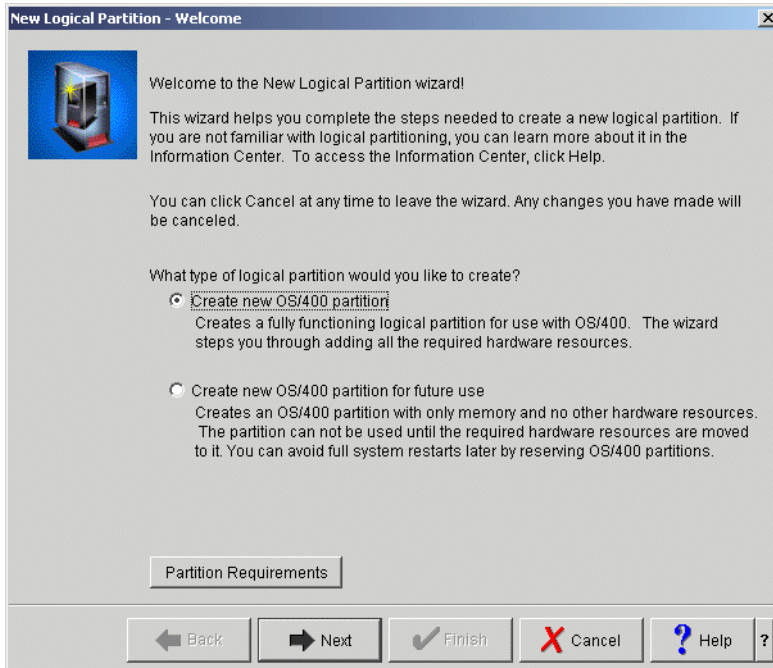 New Logical Partition - Welcome
Welcome to the New Logical Partition wizard!
This wizard helps you complete the steps needed to create a new logical partition. If
you are not familiar with logical partitioning, you can learn more about it in the
Information Center. To access the Information Center, click Help.
You can click Cancel at any time to leave the wizard. Any changes you have made will
be canceled.
What type of logical partition would you like to create?
Create new OS/400 partition
Creates a fully functioning logical partition for use with OS/400. The wizard
steps you through adding all the required hardware resources.
Create new OS/400 partition for future use
Creates an OS/400 partition with only memory and no other hardware resources.
The partition can not be used until the required hardware resources are moved
to it. You can avoid full system restarts later by reserving OS/400 partitions.
Partition Requirements
Back Next Finish Cancel ? Help ?